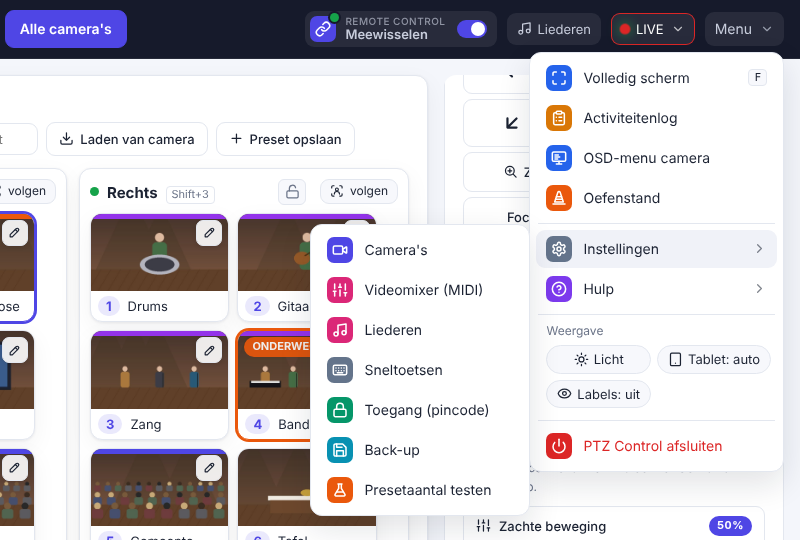 Alle camera's
REMOTE CONTROL
Meewisselen
Liederen
LIVE
Menu
Laden van camera
Preset opslaan
volgen
Rechts
Shift+3
volgen
1 Drums
2 Gitaa
3 Zang
ONDERWE
4 Band
Volledig scherm
F
Activiteitenlog
OSD-menu camera
Oefenstand
Instellingen
Hulp
Weergave
Licht
Tablet: auto
Labels: uit
PTZ Control afsluiten
Camera's
Videomixer (MIDI)
Liederen
Sneltoetsen
Toegang (pincode)
Back-up
Presetaantal testen
Foc
Zachte beweging
50%